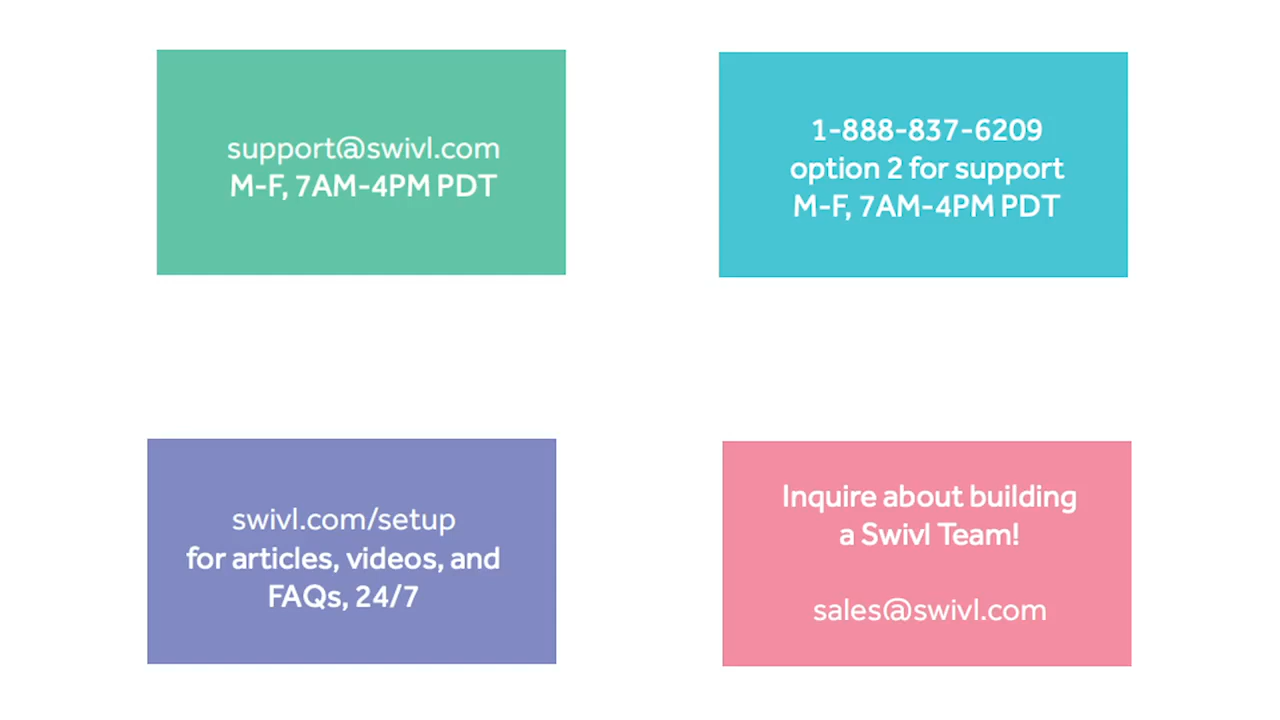 support@swivl.com
M-F, 7AM-4PM PDT
1-888-837-6209
option 2 for support
M-F, 7AM-4PM PDT
swivl.com/setup
for articles, videos, and
FAQs, 24/7
Inquire about building
a Swivl Team!
sales@swivl.com